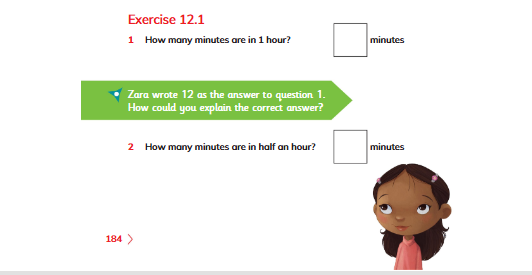 Exercise 12.1
1 How many minutes are in 1 hour? minutes
Zara wrote 12 as the answer to question 1.
How could you explain the correct answer?
2 How many minutes are in half an hour? minutes
184 〉